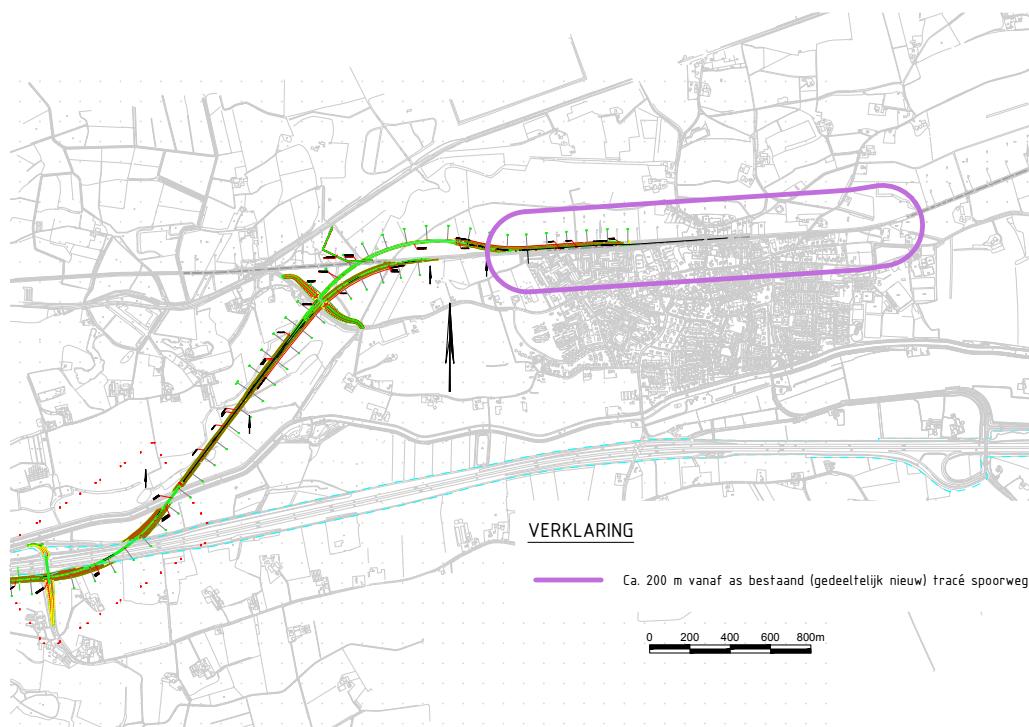 VERKLARING
Ca. 200 m vanaf as bestaand (gedeeltelijk nieuw) tracé spoorweg
0 200 400 600 800m